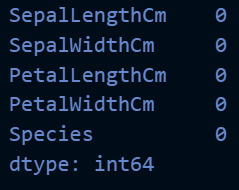 SepalLengthCm    0
SepalWidthCm     0
PetalLengthCm    0
PetalWidthCm     0
Species          0
dtype: int64